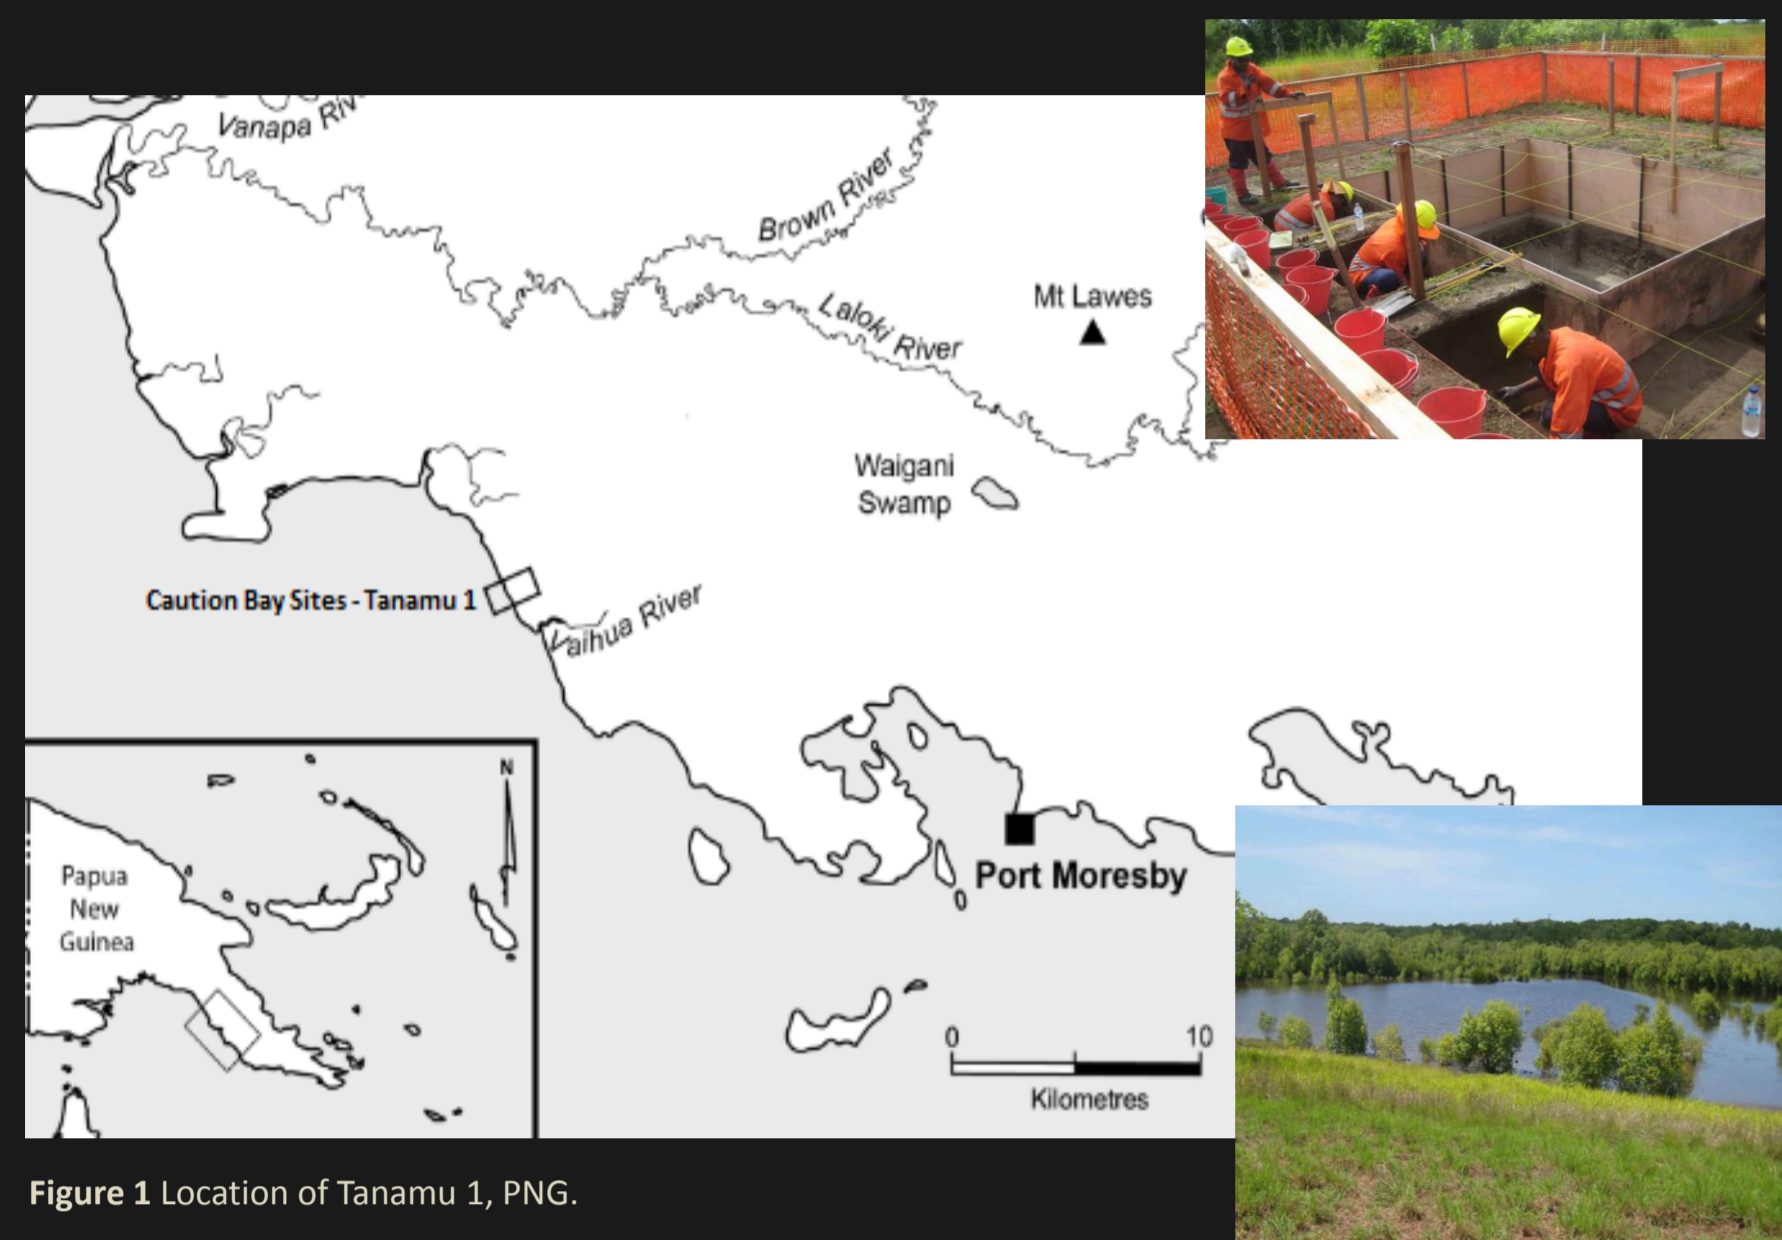 Vanapa Riv
Brown River
Laloki River
Mt Lawes
Waigani
Swamp
Caution Bay Sites - Tanamu 1
Vaihua River
N
Papua
New
Guinea
Port Moresby
0 10
Kilometres
Figure 1 Location of Tanamu 1, PNG.